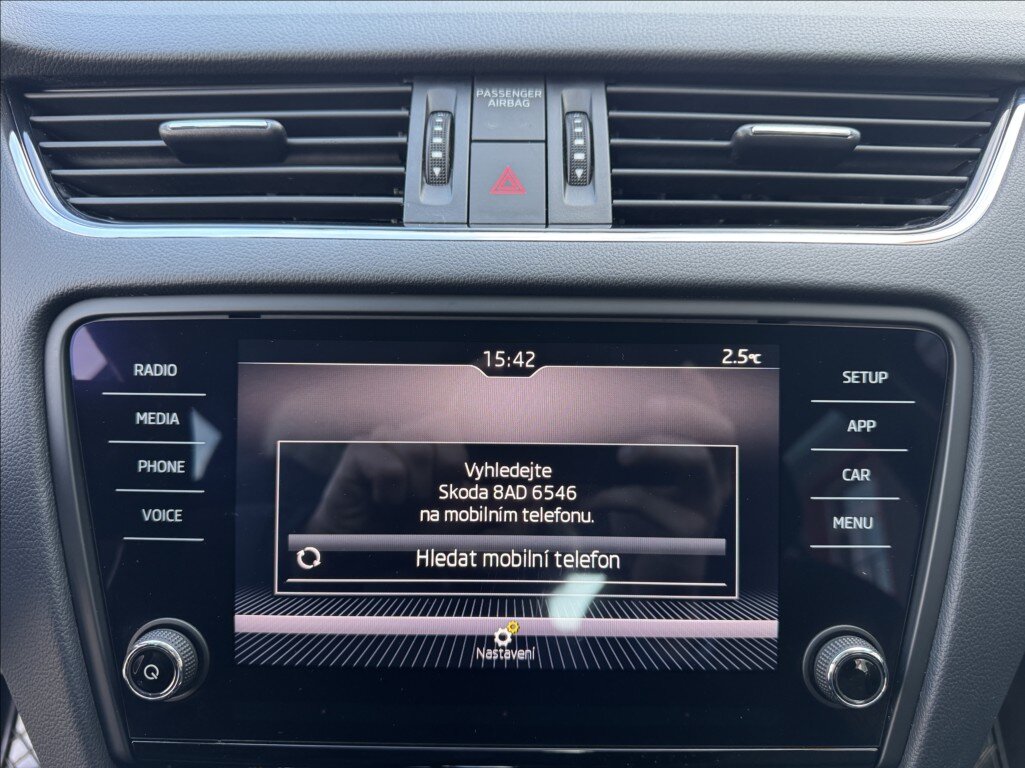 PASSENGER
AIRBAG
15:42
2.5°C
RADIO
MEDIA
PHONE
VOICE
SETUP
APP
CAR
MENU
Vyhledejte
Skoda 8AD 6546
na mobilním telefonu.
Hledat mobilní telefon
Nastavení